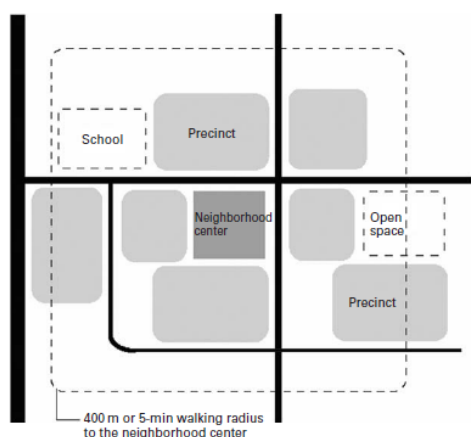 School
Precinct
Neighborhood
center
Open
space
Precinct
400 m or 5-min walking radius
to the neighborhood center